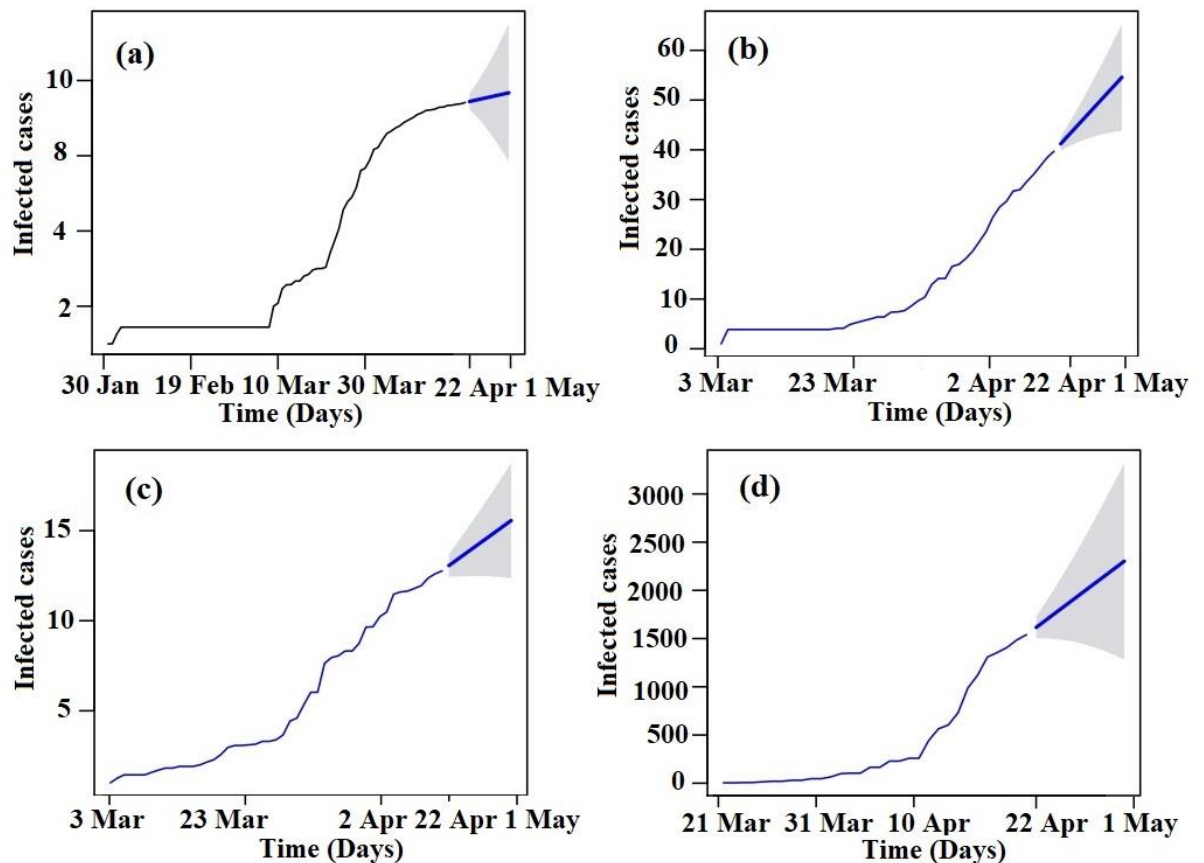 (a)
Infected cases
10
8
4
2
30 Jan 19 Feb 10 Mar 30 Mar 22 Apr 1 May
Time (Days)
(b)
Infected cases
60
50
40
30
20
10
0
3 Mar 23 Mar 2 Apr 22 Apr 1 May
Time (Days)
(c)
Infected cases
15
10
5
3 Mar 23 Mar 2 Apr 22 Apr 1 May
Time (Days)
(d)
Infected cases
3000
2500
2000
1500
1000
500
0
21 Mar 31 Mar 10 Apr 22 Apr 1 May
Time (Days)